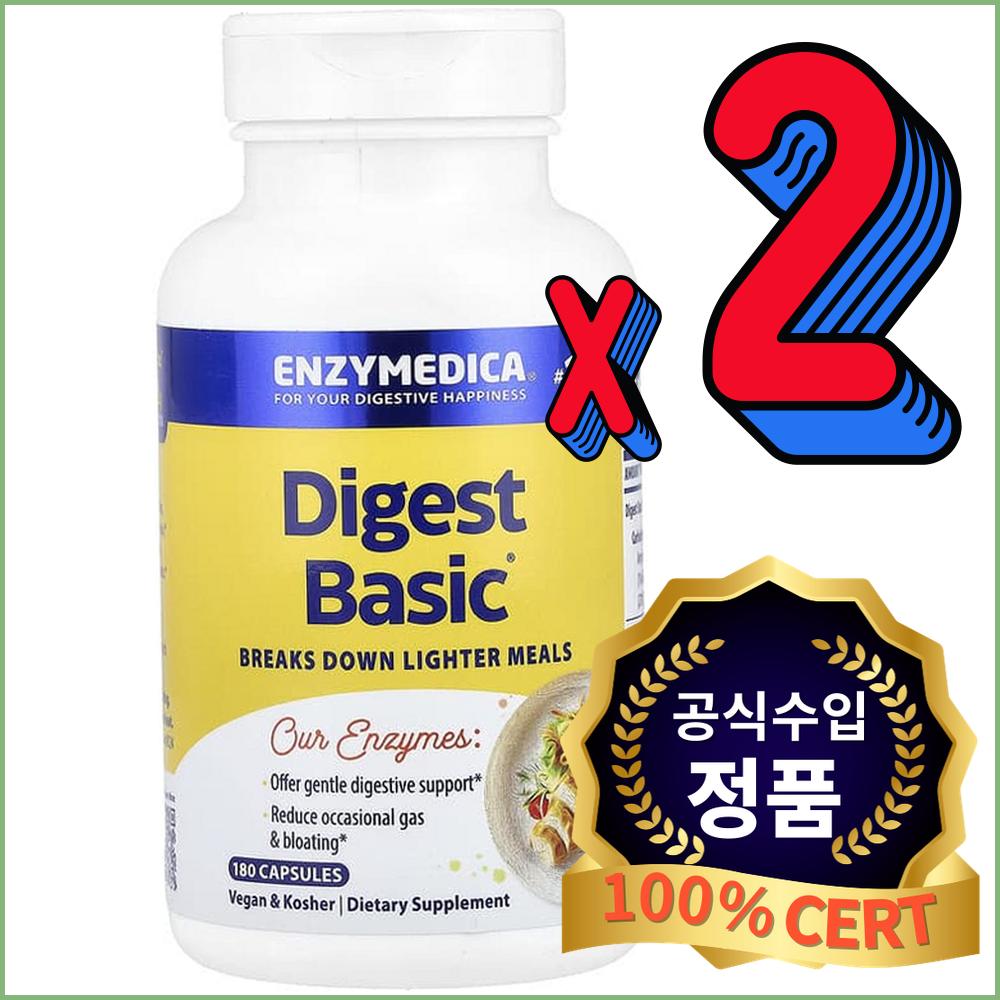 ENZYMEDICA®
FOR YOUR DIGESTIVE HAPPINESS
x2
Digest
Basic®
BREAKS DOWN LIGHTER MEALS
Our Enzymes:
· Offer gentle digestive support*
· Reduce occasional gas
& bloating*
180 CAPSULES
Vegan & Kosher | Dietary Supplement
공식수입
정품
100% CERT